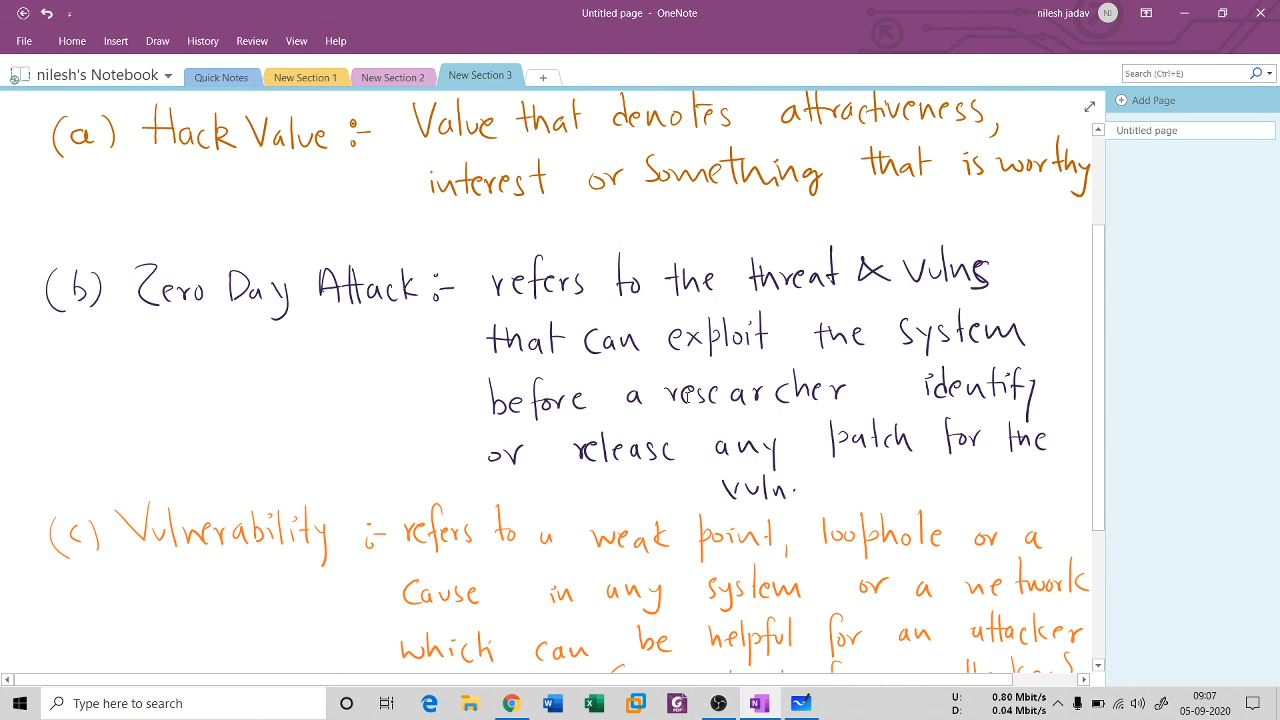 Untitled page - OneNote
nilesh jadav NJ
File Home Insert Draw History Review View Help
nilesh's Notebook Quick Notes New Section 1 New Section 2 New Section 3 +
Search (Ctrl+E)
Add Page
Untitled page
(a) Hack Value :- Value that denotes attractiveness,
interest or something that is worthy
(b) Zero Day Attack :- refers to the threat & vulns
that can exploit the system
before a researcher identify
or release any patch for the
vuln.
(c) Vulnerability :- refers to a weak point, loophole or a
cause in any system or a network
which can be helpful for an attacker
Type here to search
U: 0.80 Mbit/s
D: 0.04 Mbit/s
09:07
05-09-2020